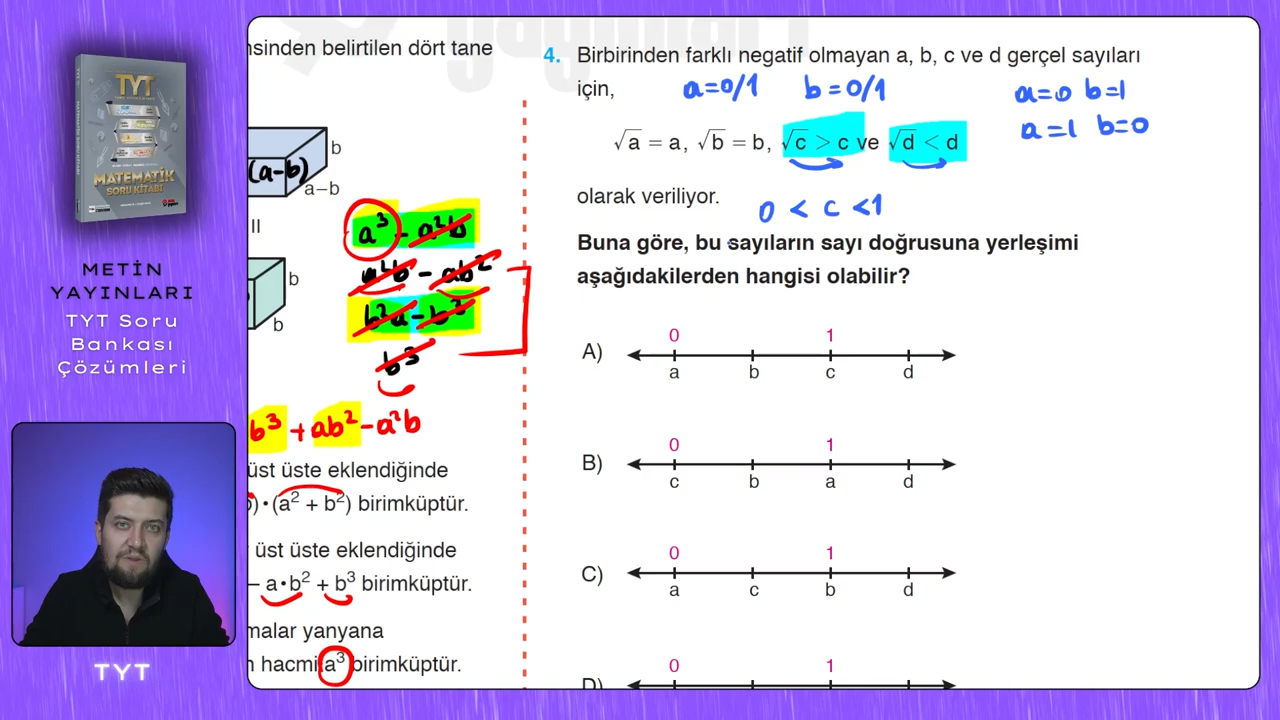 TYT
MATEMATİK
SORU KİTABI
METİN
YAYINLARI
TYT Soru
Bankası
Çözümleri
TYT
nsinden belirtilen dört tane
(a-b)
b
a–b
II
b
b
a³ - a²b
a²b - ab²
b²a - b³
b³
b³ + ab² - a²b
üst üste eklendiğinde
b)·(a² + b²) birimküptür.
üst üste eklendiğinde
– a•b² + b³ birimküptür.
malar yanyana
n hacmi a³ birimküptür.
4. Birbirinden farklı negatif olmayan a, b, c ve d gerçel sayıları
için,
a=0/1 b=0/1
a=0 b=1
a=1 b=0
√a = a, √b = b, √c > c ve √d < d
olarak veriliyor.
0 < c < 1
Buna göre, bu sayıların sayı doğrusuna yerleşimi
aşağıdakilerden hangisi olabilir?
0 1
A)
a b c d
0 1
B)
c b a d
0 1
C)
a c b d
0 1
D)